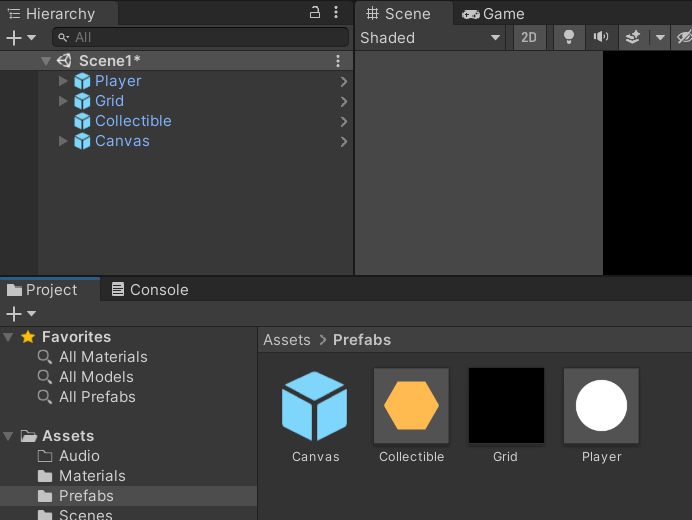 Hierarchy
All
Scene1*
Player
Grid
Collectible
Canvas
Scene
Game
Shaded
2D
Project
Console
Favorites
All Materials
All Models
All Prefabs
Assets
Audio
Materials
Prefabs
Scenes
Assets > Prefabs
Canvas Collectible Grid Player